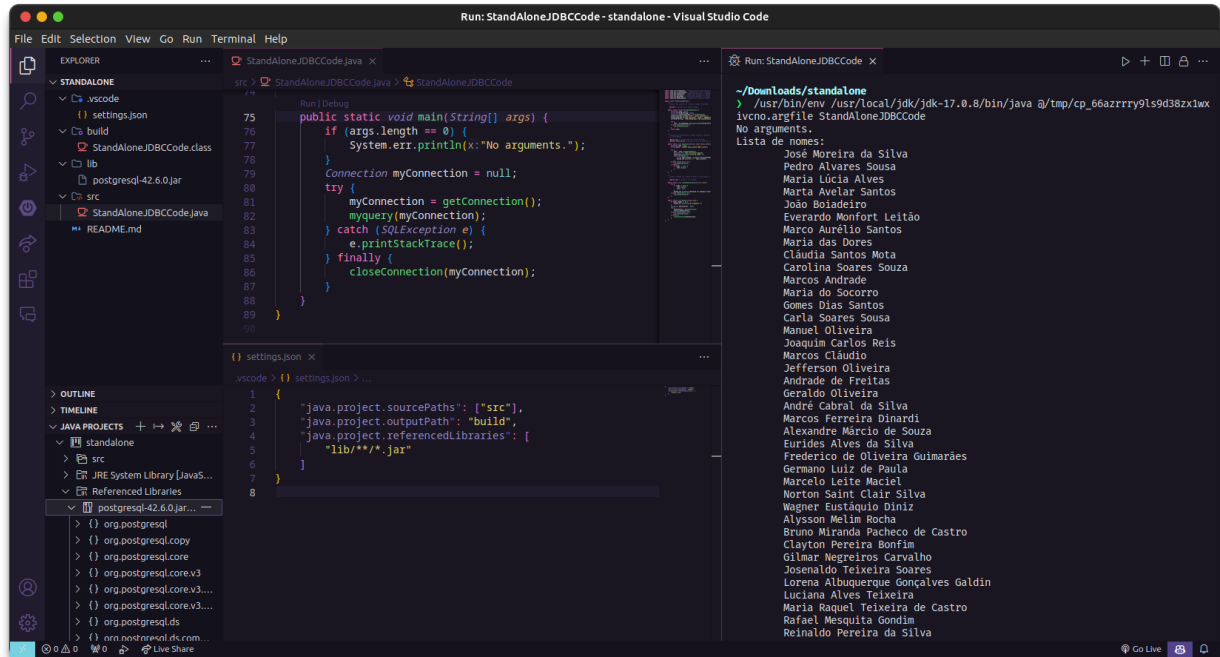 Run: StandAloneJDBCCode - standalone - Visual Studio Code
File Edit Selection View Go Run Terminal Help
EXPLORER
STANDALONE
.vscode
settings.json
build
StandAloneJDBCCode.class
lib
postgresql-42.6.0.jar
src
StandAloneJDBCCode.java
README.md
OUTLINE
TIMELINE
JAVA PROJECTS
standalone
src
JRE System Library [JavaS...
Referenced Libraries
postgresql-42.6.0.jar...
{} org.postgresql
{} org.postgresql.copy
{} org.postgresql.core
{} org.postgresql.core.v3
{} org.postgresql.core.v3....
{} org.postgresql.core.v3....
{} org.postgresql.ds
{} org.postgresql.ds.com...
StandAloneJDBCCode.java
src > StandAloneJDBCCode.java > StandAloneJDBCCode
74
Run | Debug
75 public static void main(String[] args) {
76 if (args.length == 0) {
77 System.err.println(x:"No arguments.");
78 }
79 Connection myConnection = null;
80 try {
81 myConnection = getConnection();
82 myquery(myConnection);
83 } catch (SQLException e) {
84 e.printStackTrace();
85 } finally {
86 closeConnection(myConnection);
87 }
88 }
89 }
90
{} settings.json
.vscode > {} settings.json > ...
1 {
2 "java.project.sourcePaths": ["src"],
3 "java.project.outputPath": "build",
4 "java.project.referencedLibraries": [
5 "lib/**/*.jar"
6 ]
7 }
8
Run: StandAloneJDBCCode
~/Downloads/standalone
❯ /usr/bin/env /usr/local/jdk/jdk-17.0.8/bin/java @/tmp/cp_66azrrry9ls9d38zx1wx
ivcno.argfile StandAloneJDBCCode
No arguments.
Lista de nomes:
José Moreira da Silva
Pedro Alvares Sousa
Maria Lúcia Alves
Marta Avelar Santos
João Boiadeiro
Everardo Monfort Leitão
Marco Aurélio Santos
Maria das Dores
Cláudia Santos Mota
Carolina Soares Souza
Marcos Andrade
Maria do Socorro
Gomes Dias Santos
Carla Soares Sousa
Manuel Oliveira
Joaquim Carlos Reis
Marcos Cláudio
Jefferson Oliveira
Andrade de Freitas
Geraldo Oliveira
André Cabral da Silva
Marcos Ferreira Dinardi
Alexandre Márcio de Souza
Eurides Alves da Silva
Frederico de Oliveira Guimarães
Germano Luiz de Paula
Marcelo Leite Maciel
Norton Saint Clair Silva
Wagner Eustáquio Diniz
Alysson Melim Rocha
Bruno Miranda Pacheco de Castro
Clayton Pereira Bonfim
Gilmar Negreiros Carvalho
Josenaldo Teixeira Soares
Lorena Albuquerque Gonçalves Galdin
Luciana Alves Teixeira
Maria Raquel Teixeira de Castro
Rafael Mesquita Gondim
Reinaldo Pereira da Silva
0 0 0 Live Share
Go Live